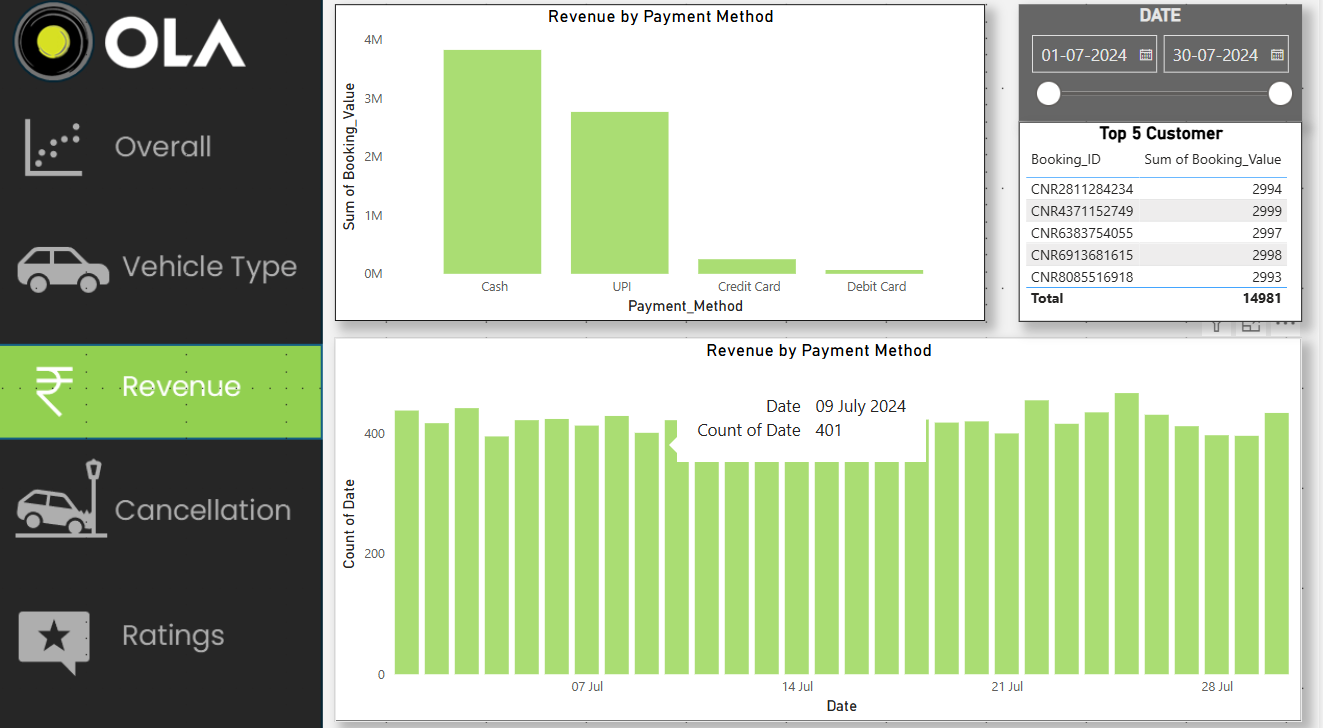 OLA
Overall
Vehicle Type
Revenue
Cancellation
Ratings
Revenue by Payment Method
4M
3M
2M
1M
0M
Sum of Booking_Value
Cash UPI Credit Card Debit Card
Payment_Method
DATE
01-07-2024 30-07-2024
Top 5 Customer
Booking_ID Sum of Booking_Value
CNR2811284234 2994
CNR4371152749 2999
CNR6383754055 2997
CNR6913681615 2998
CNR8085516918 2993
Total 14981
Revenue by Payment Method
400
200
0
Count of Date
Date 09 July 2024
Count of Date 401
07 Jul 14 Jul 21 Jul 28 Jul
Date